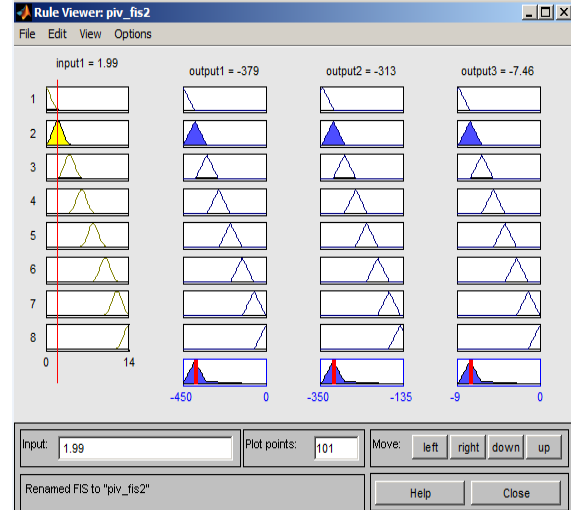 Rule Viewer: piv_fis2
File Edit View Options
input1 = 1.99
output1 = -379
output2 = -313
output3 = -7.46
1
2
3
4
5
6
7
8
0 14
-450 0
-350 -135
-9 0
Input: 1.99
Plot points: 101
Move: left right down up
Renamed FIS to "piv_fis2"
Help Close